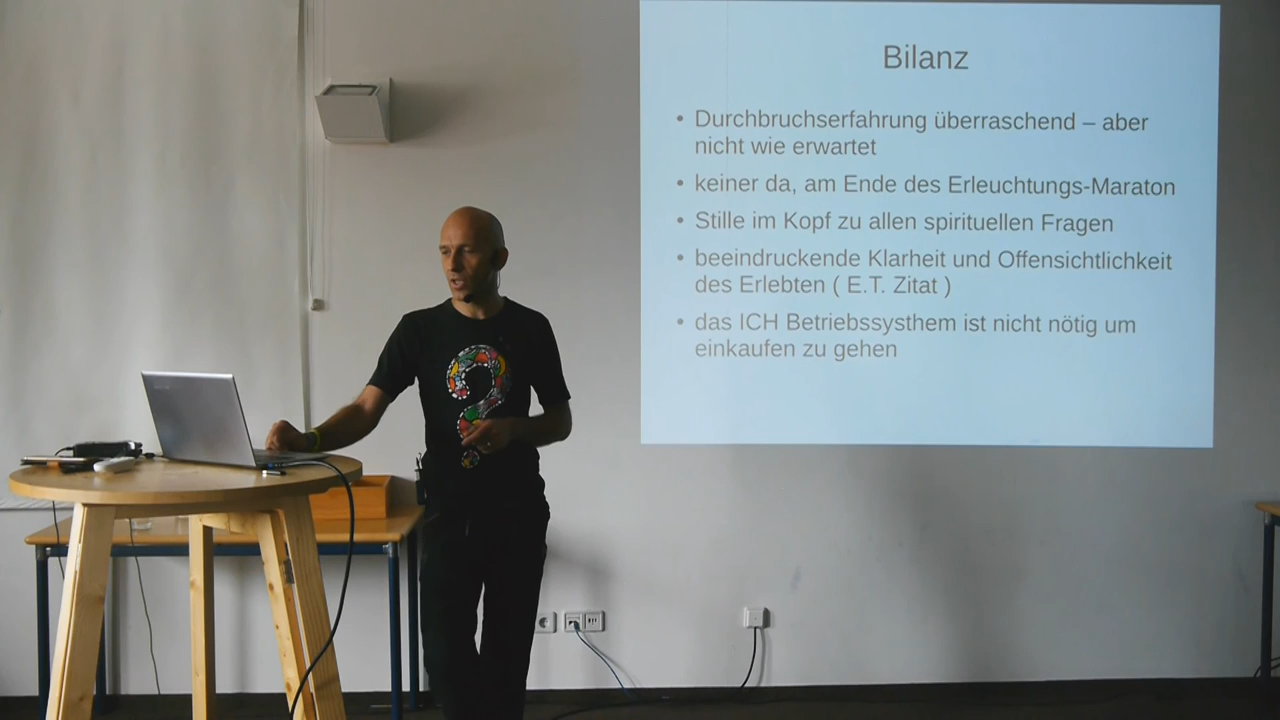 Bilanz
• Durchbruchserfahrung überraschend – aber
nicht wie erwartet
• keiner da, am Ende des Erleuchtungs-Maraton
• Stille im Kopf zu allen spirituellen Fragen
• beeindruckende Klarheit und Offensichtlichkeit
des Erlebten ( E.T. Zitat )
• das ICH Betriebssysthem ist nicht nötig um
einkaufen zu gehen